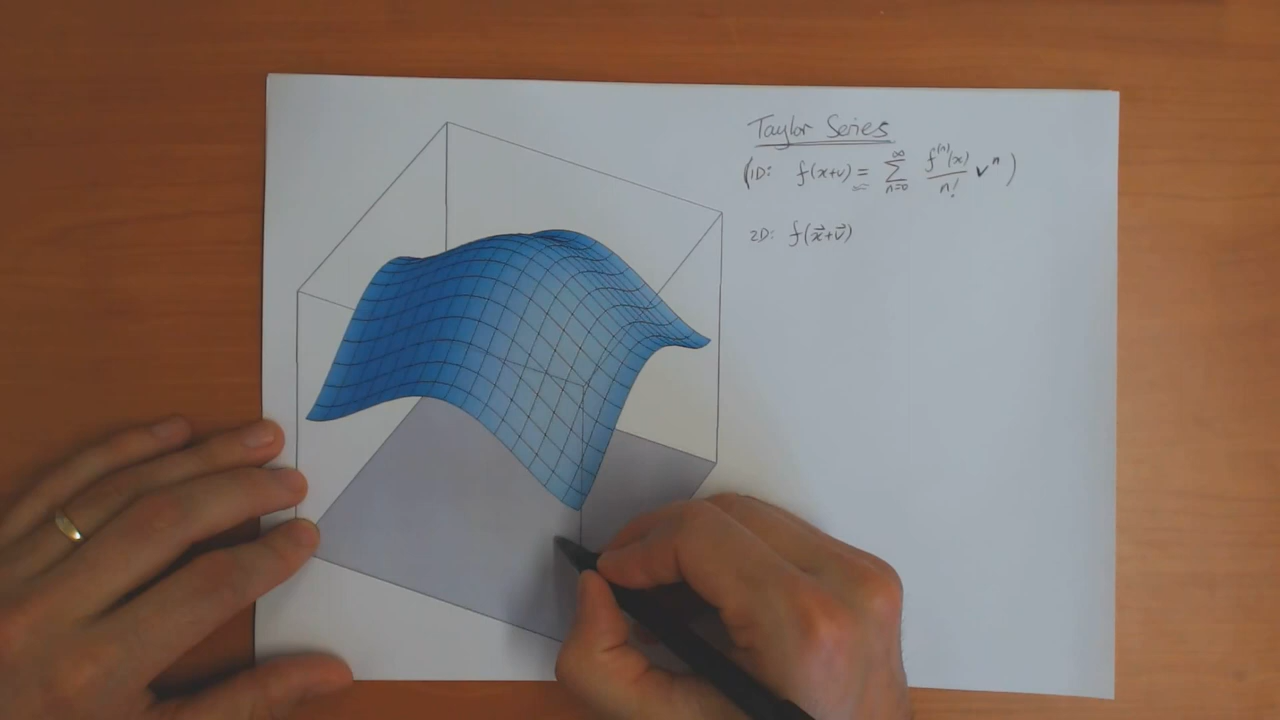 Taylor Series
(1D: f(x+v) = ∑_{n=0}^{∞} f^{(n)}(x)/n! v^n)
2D: f(x⃗+v⃗)